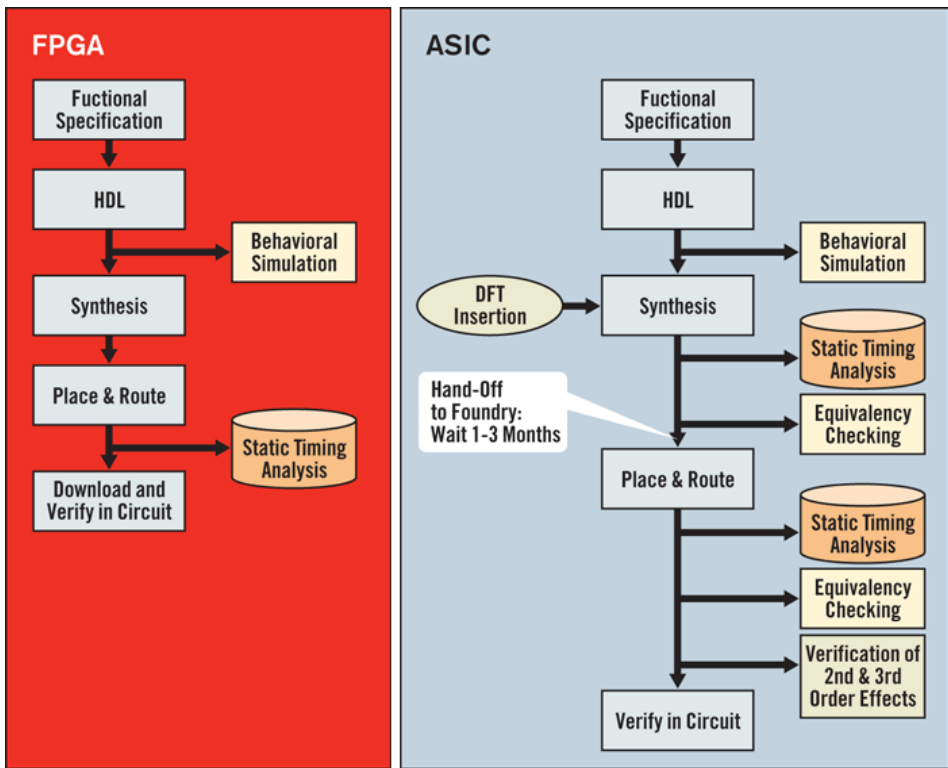 FPGA
Fuctional
Specification
HDL
Behavioral
Simulation
Synthesis
Place & Route
Static Timing
Analysis
Download and
Verify in Circuit
ASIC
Fuctional
Specification
HDL
Behavioral
Simulation
DFT
Insertion
Synthesis
Static Timing
Analysis
Hand-Off
to Foundry:
Wait 1-3 Months
Equivalency
Checking
Place & Route
Static Timing
Analysis
Equivalency
Checking
Verification of
2nd & 3rd
Order Effects
Verify in Circuit